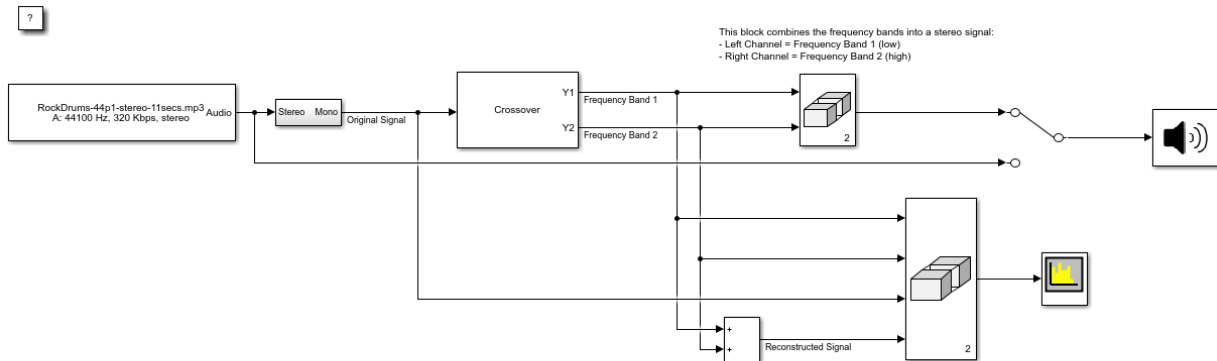 ?
This block combines the frequency bands into a stereo signal:
- Left Channel = Frequency Band 1 (low)
- Right Channel = Frequency Band 2 (high)
RockDrums-44p1-stereo-11secs.mp3
A: 44100 Hz, 320 Kbps, stereo
Audio
Stereo Mono
Original Signal
Crossover
Y1
Y2
Frequency Band 1
Frequency Band 2
2
+
+
Reconstructed Signal
2